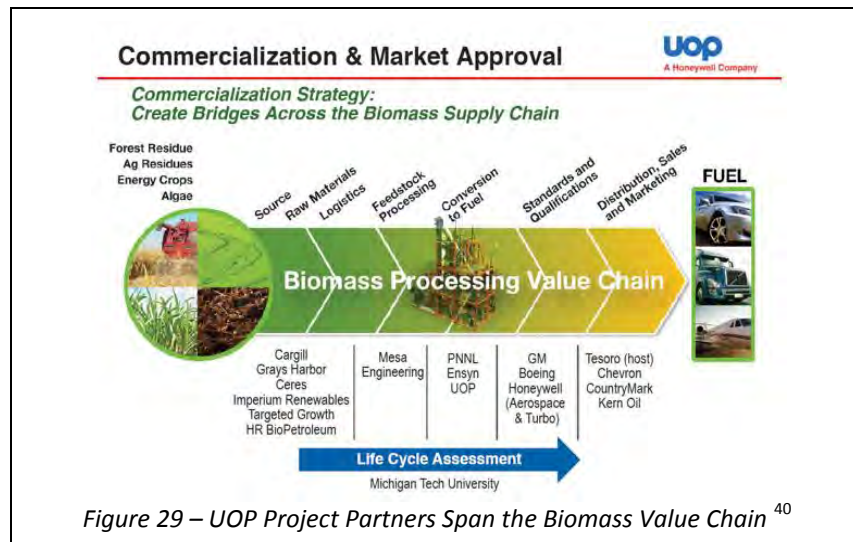 Commercialization & Market Approval
uop
A Honeywell Company
Commercialization Strategy:
Create Bridges Across the Biomass Supply Chain
Forest Residue
Ag Residues
Energy Crops
Algae
Source
Raw Materials
Logistics
Feedstock
Processing
Conversion
to Fuel
Standards and
Qualifications
Distribution, Sales
and Marketing
FUEL
Biomass Processing Value Chain
Cargill
Grays Harbor
Ceres
Imperium Renewables
Targeted Growth
HR BioPetroleum
Mesa
Engineering
PNNL
Ensyn
UOP
GM
Boeing
Honeywell
(Aerospace
& Turbo)
Tesoro (host)
Chevron
CountryMark
Kern Oil
Life Cycle Assessment
Michigan Tech University
Figure 29 – UOP Project Partners Span the Biomass Value Chain 40